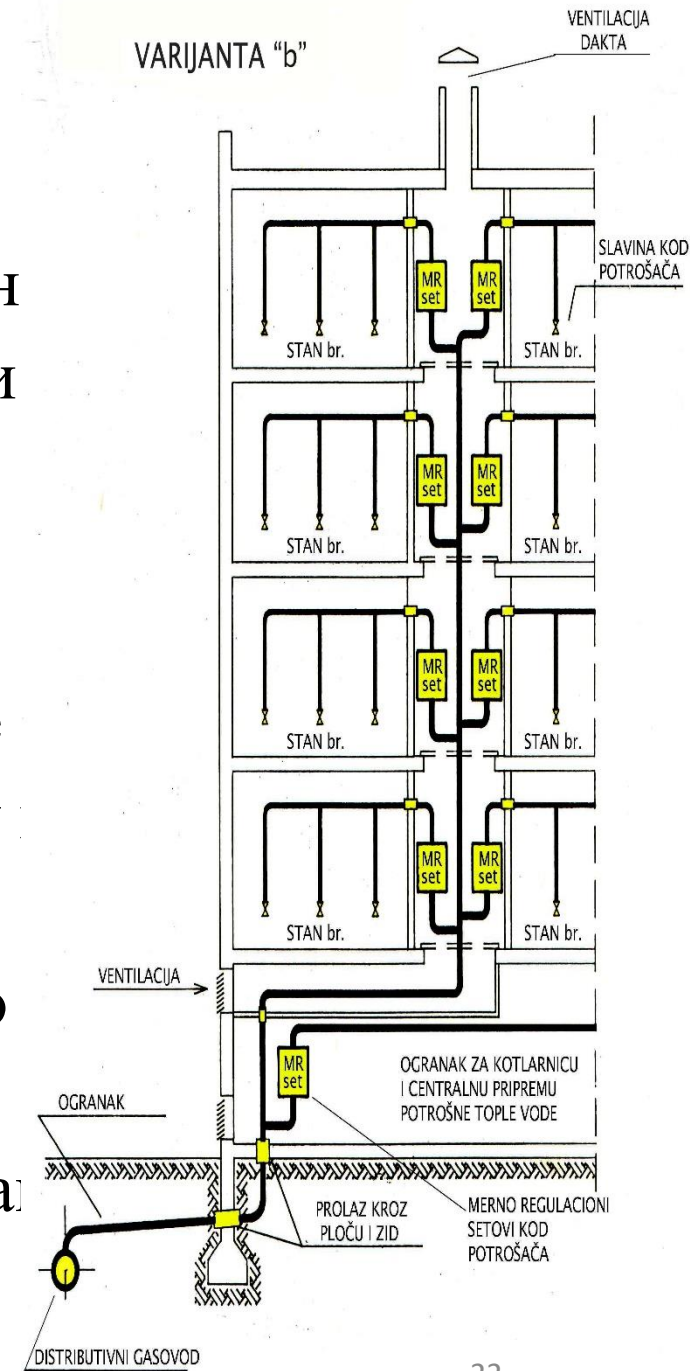 VARIJANTA “b”
VENTILACIJA
DAKTA
н
и
SLAVINA KOD
POTROŠAČA
MR
set
MR
set
STAN br.
STAN br.
MR
set
MR
set
STAN br.
STAN br.
MR
set
MR
set
STAN br.
STAN br.
MR
set
MR
set
STAN br.
STAN br.
VENTILACIJA
MR
set
OGRANAK ZA KOTLARNICU
I CENTRALNU PRIPREMU
POTROŠNE TOPLE VODE
OGRANAK
PROLAZ KROZ
PLOČU I ZID
MERNO REGULACIONI
SETOVI KOD
POTROŠAČA
DISTRIBUTIVNI GASOVOD